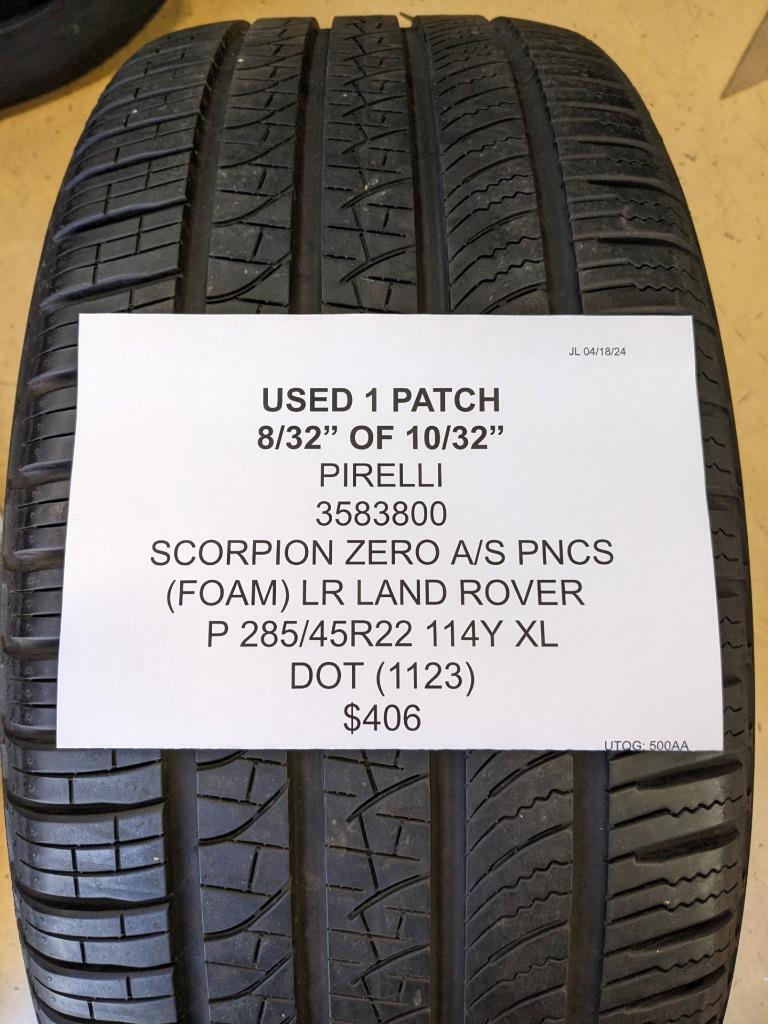 JL 04/18/24
USED 1 PATCH
8/32” OF 10/32”
PIRELLI
3583800
SCORPION ZERO A/S PNCS
(FOAM) LR LAND ROVER
P 285/45R22 114Y XL
DOT (1123)
$406
UTQG: 500AA